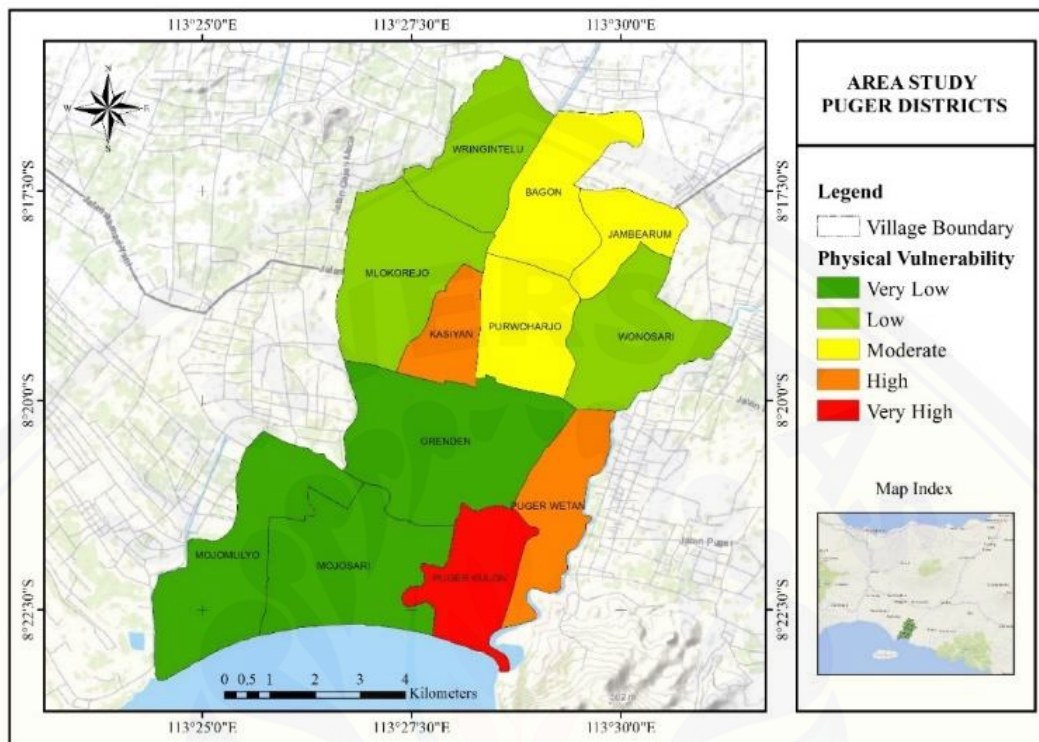 113°25'0"E
113°27'30"E
113°30'0"E
N
W
E
S
8°17'30"S
8°20'0"S
8°22'30"S
WRINGINTELU
BAGON
JAMBEARUM
MLOKOREJO
KASIYAN
PURWOHARJO
WONOSARI
GRENDEN
PUGER WETAN
MOJOMULYO
MOJOSARI
PUGER KULON
Jalan
Jalan Puger
0 0.5 1 2 3 4
Kilometers
113°25'0"E
113°27'30"E
113°30'0"E
8°17'30"S
8°20'0"S
8°22'30"S
AREA STUDY
PUGER DISTRICTS
Legend
Village Boundary
Physical Vulnerability
Very Low
Low
Moderate
High
Very High
Map Index